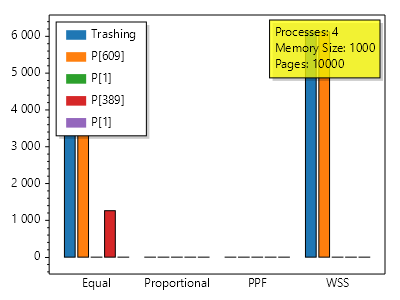 6 000
5 000
4 000
3 000
2 000
1 000
0
Trashing
P[609]
P[1]
P[389]
P[1]
Processes: 4
Memory Size: 1000
Pages: 10000
Equal
Proportional
PPF
WSS